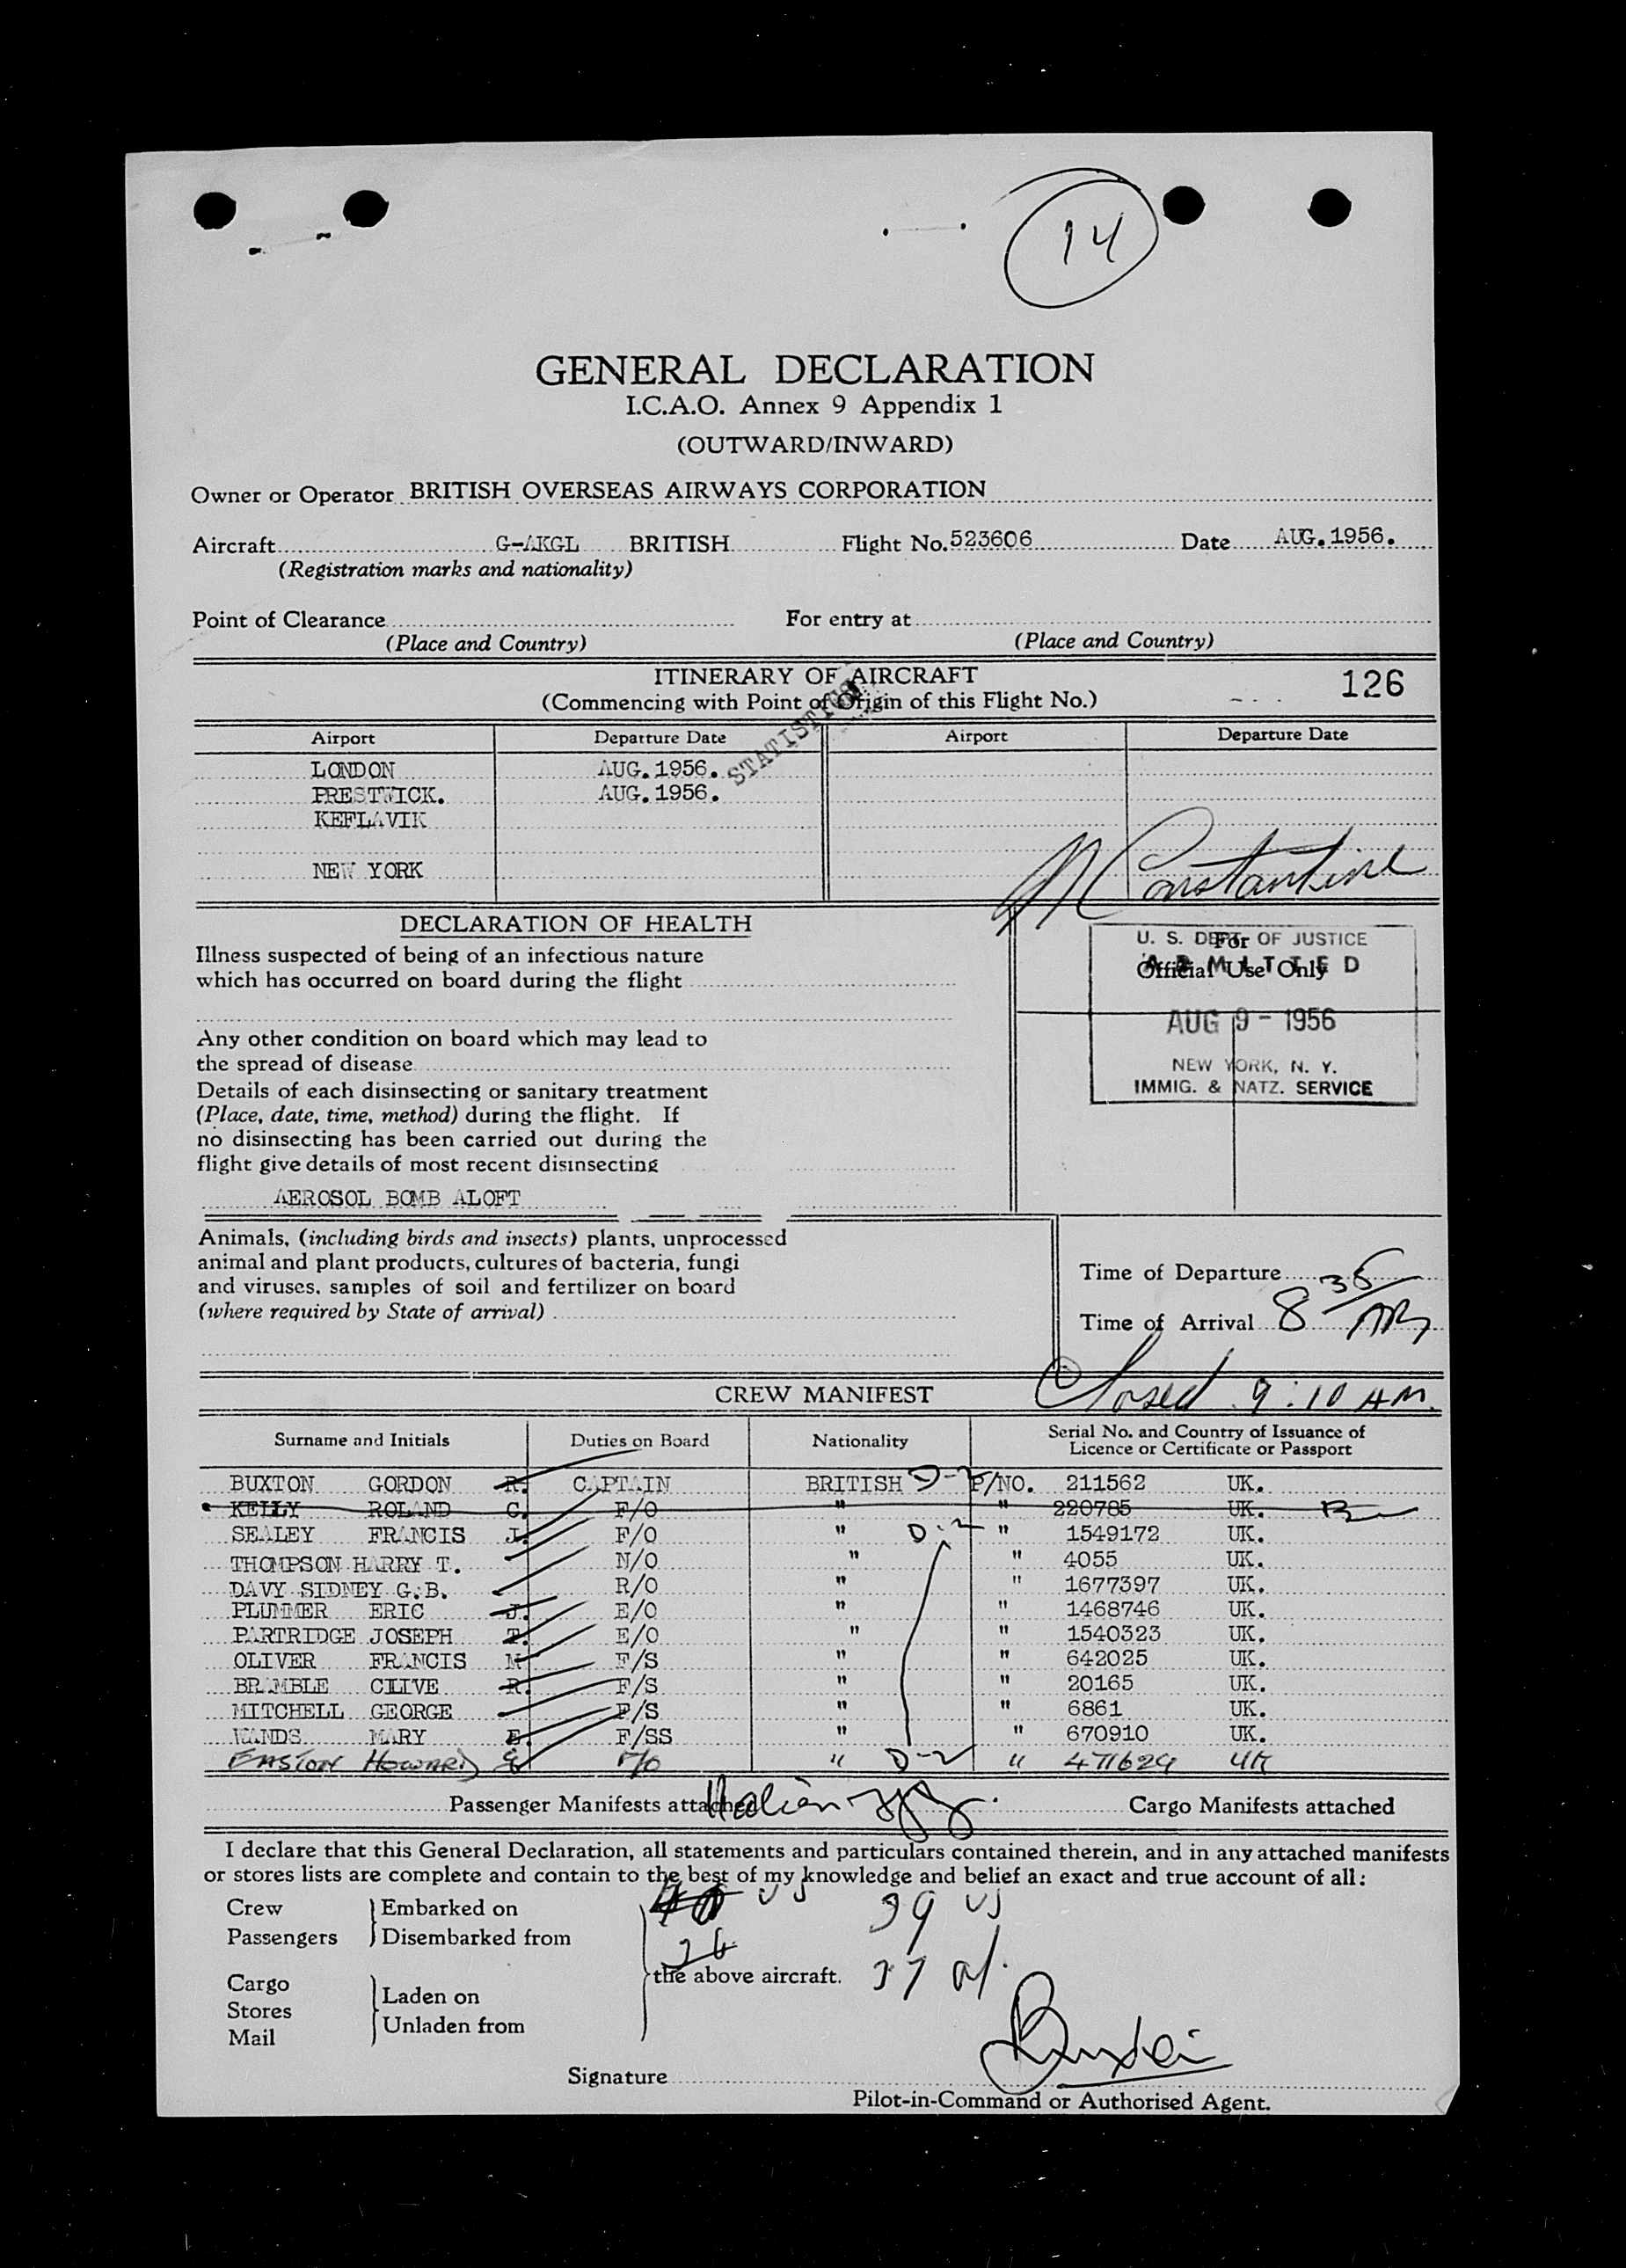 14
GENERAL DECLARATION
I.C.A.O. Annex 9 Appendix 1
(OUTWARD/INWARD)
Owner or Operator BRITISH OVERSEAS AIRWAYS CORPORATION
Aircraft G-AKGL BRITISH Flight No. 523606 Date AUG. 1956.
(Registration marks and nationality)
Point of Clearance For entry at
(Place and Country) (Place and Country)
ITINERARY OF AIRCRAFT 126
(Commencing with Point of Origin of this Flight No.)
STATISTICS
Airport Departure Date Airport Departure Date
LONDON AUG. 1956.
PRESTWICK. AUG. 1956.
KEFLAVIK
NEW YORK
M Constantine
DECLARATION OF HEALTH
Illness suspected of being of an infectious nature
which has occurred on board during the flight
Any other condition on board which may lead to
the spread of disease
Details of each disinsecting or sanitary treatment
(Place, date, time, method) during the flight. If
no disinsecting has been carried out during the
flight give details of most recent disinsecting
AEROSOL BOMB ALOFT
For
Official Use Only
U. S. DEPT. OF JUSTICE
ADMITTED
AUG 9 - 1956
NEW YORK, N. Y.
IMMIG. & NATZ. SERVICE
Animals, (including birds and insects) plants, unprocessed
animal and plant products, cultures of bacteria, fungi
and viruses, samples of soil and fertilizer on board
(where required by State of arrival)
Time of Departure
Time of Arrival 8 35 AM
Closed 9:10 AM.
CREW MANIFEST
Surname and Initials Duties on Board Nationality Serial No. and Country of Issuance of
Licence or Certificate or Passport
BUXTON GORDON R. CAPTAIN BRITISH D-2 P/NO. 211562 UK.
KELLY ROLAND C. F/O " " 220785 UK.
SEALEY FRANCIS J. F/O " D-2 " 1549172 UK.
THOMPSON HARRY T. N/O " " 4055 UK.
DAVY SIDNEY G.B. R/O " " 1677397 UK.
PLUMMER ERIC J. E/O " " 1468746 UK.
PARTRIDGE JOSEPH T. E/O " " 1540323 UK.
OLIVER FRANCIS M F/S " " 642025 UK.
BRAMBLE CLIVE R. F/S " " 20165 UK.
MITCHELL GEORGE F/S " " 6861 UK.
WANDS MARY E. F/SS " " 670910 UK.
EASTON HOWARD G F/O " D-2 " 471624 UK
Passenger Manifests attached Cargo Manifests attached
I declare that this General Declaration, all statements and particulars contained therein, and in any attached manifests
or stores lists are complete and contain to the best of my knowledge and belief an exact and true account of all:
40 US 39 US
Crew Embarked on
Passengers Disembarked from
26
the above aircraft. 37 al.
Cargo Laden on
Stores Unladen from
Mail
Signature Buxton
Pilot-in-Command or Authorised Agent.